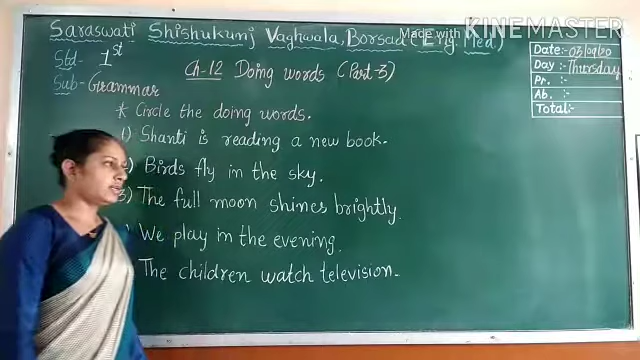 Saraswati Shishukunj Vaghwala, Borsad (Eng. Med.)
Made with KINEMASTER
Date:- 03/09/20
Std- 1st
Day :- Thursday
Ch-12 Doing words (Part-3)
Pr. :-
Sub- Grammar
Ab. :-
Total:-
* Circle the doing words.
1) Shanti is reading a new book.
) Birds fly in the sky.
3) The full moon shines brightly.
) We play in the evening.
The children watch television.